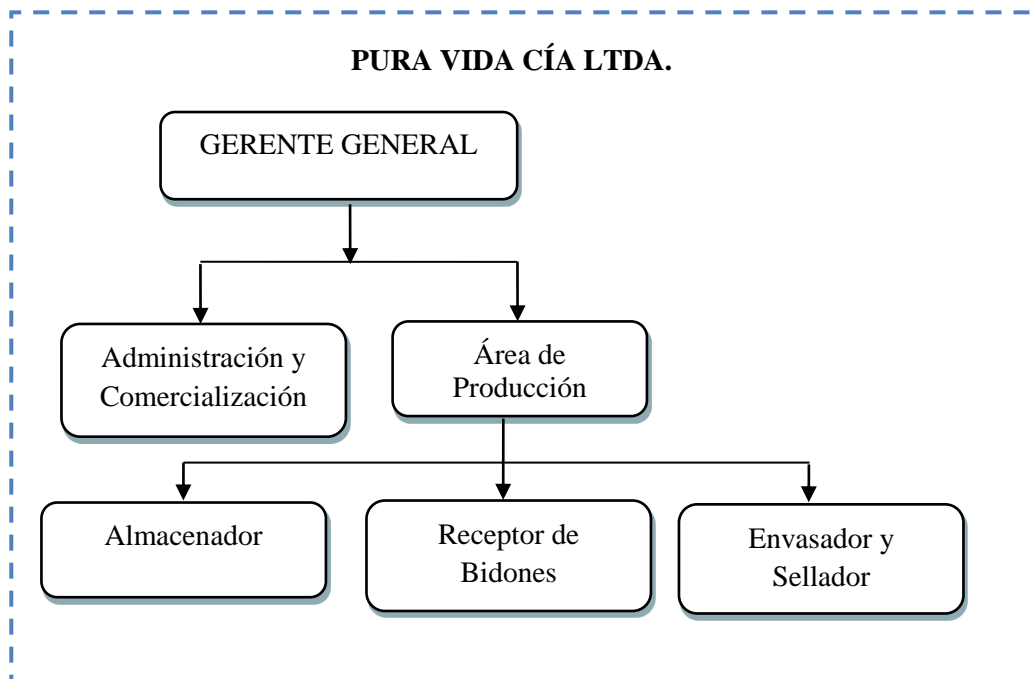 PURA VIDA CÍA LTDA.
GERENTE GENERAL
Administración y
Comercialización
Área de
Producción
Almacenador
Receptor de
Bidones
Envasador y
Sellador